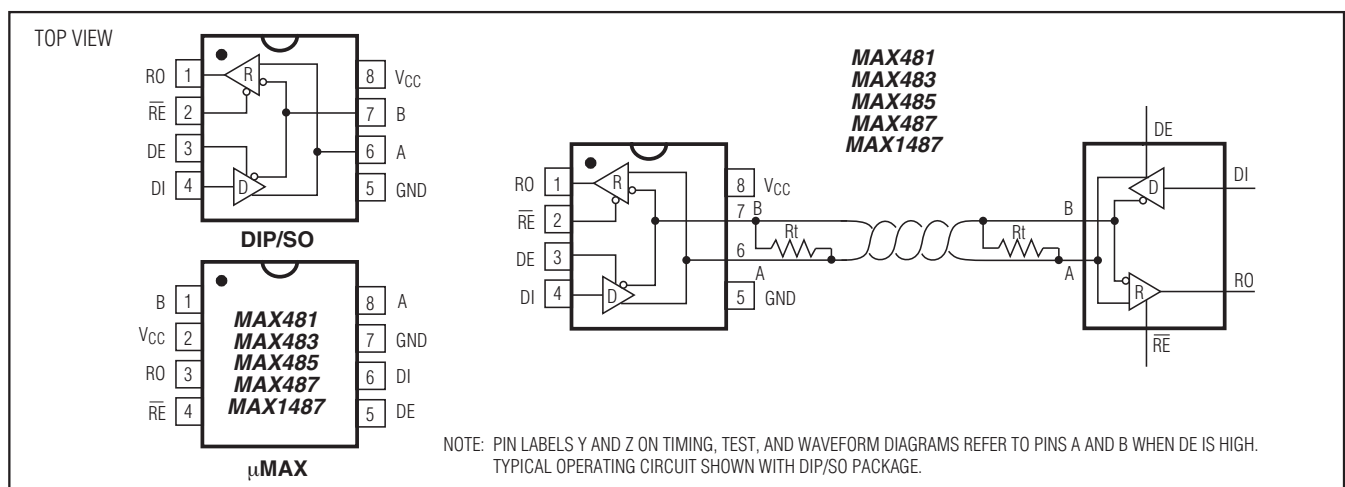 TOP VIEW
RO 1
R̅E̅ 2
DE 3
DI 4
8 VCC
7 B
6 A
5 GND
R
D
DIP/SO
B 1
VCC 2
RO 3
R̅E̅ 4
8 A
7 GND
6 DI
5 DE
MAX481
MAX483
MAX485
MAX487
MAX1487
μMAX
MAX481
MAX483
MAX485
MAX487
MAX1487
RO 1
R̅E̅ 2
DE 3
DI 4
R
D
8 VCC
7 B
6
A
5 GND
Rt
Rt
B
A
DE
D
DI
R
RO
R̅E̅
NOTE: PIN LABELS Y AND Z ON TIMING, TEST, AND WAVEFORM DIAGRAMS REFER TO PINS A AND B WHEN DE IS HIGH.
TYPICAL OPERATING CIRCUIT SHOWN WITH DIP/SO PACKAGE.